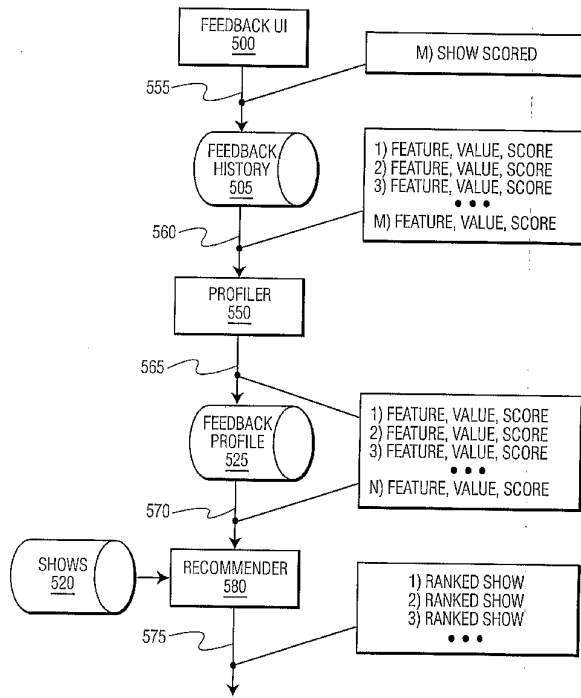 FEEDBACK UI
500
M) SHOW SCORED
555
FEEDBACK
HISTORY
505
1) FEATURE, VALUE, SCORE
2) FEATURE, VALUE, SCORE
3) FEATURE, VALUE, SCORE
•••
M) FEATURE, VALUE, SCORE
560
PROFILER
550
565
FEEDBACK
PROFILE
525
1) FEATURE, VALUE, SCORE
2) FEATURE, VALUE, SCORE
3) FEATURE, VALUE, SCORE
•••
N) FEATURE, VALUE, SCORE
570
SHOWS
520
RECOMMENDER
580
1) RANKED SHOW
2) RANKED SHOW
3) RANKED SHOW
•••
575